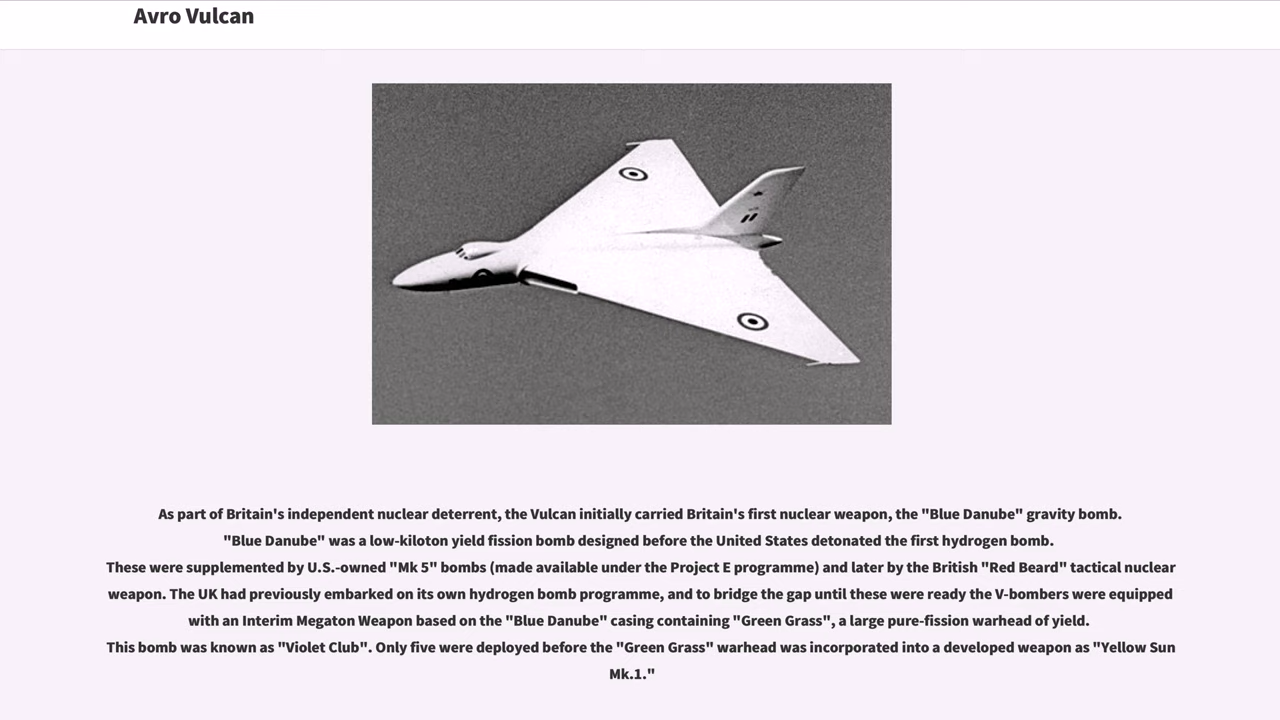 Avro Vulcan
As part of Britain's independent nuclear deterrent, the Vulcan initially carried Britain's first nuclear weapon, the "Blue Danube" gravity bomb.
"Blue Danube" was a low-kiloton yield fission bomb designed before the United States detonated the first hydrogen bomb.
These were supplemented by U.S.-owned "Mk 5" bombs (made available under the Project E programme) and later by the British "Red Beard" tactical nuclear
weapon. The UK had previously embarked on its own hydrogen bomb programme, and to bridge the gap until these were ready the V-bombers were equipped
with an Interim Megaton Weapon based on the "Blue Danube" casing containing "Green Grass", a large pure-fission warhead of yield.
This bomb was known as "Violet Club". Only five were deployed before the "Green Grass" warhead was incorporated into a developed weapon as "Yellow Sun
Mk.1."